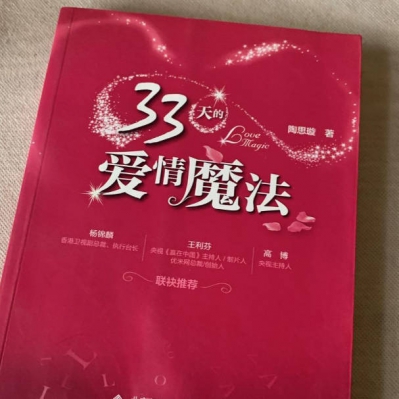 33天的
Love
Magic
陶思璇 著
爱情魔法
杨锦麟
香港卫视副总裁、执行台长
王利芬
央视《赢在中国》主持人/制片人
优米网总裁/创始人
高 博
央视主持人
联袂推荐